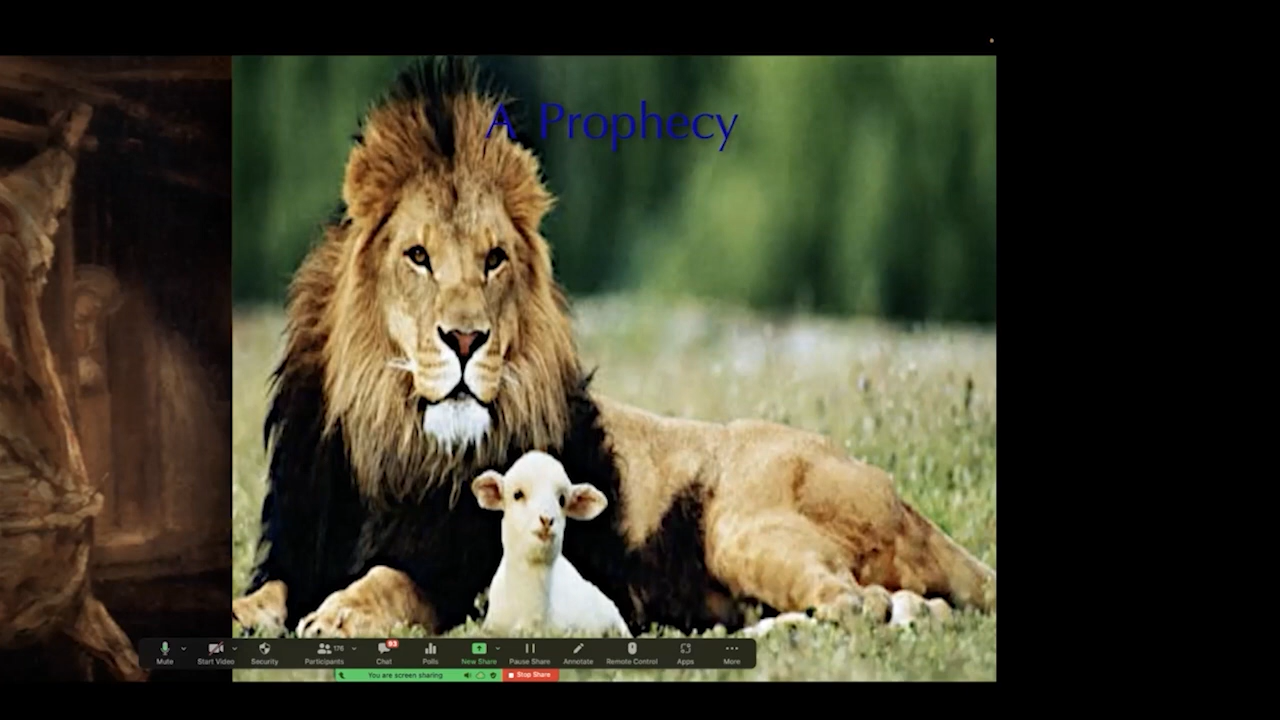 A Prophecy
Mute
Start Video
Security
Participants
176
Chat
93
Polls
New Share
Pause Share
Annotate
Remote Control
Apps
More
You are screen sharing
Stop Share